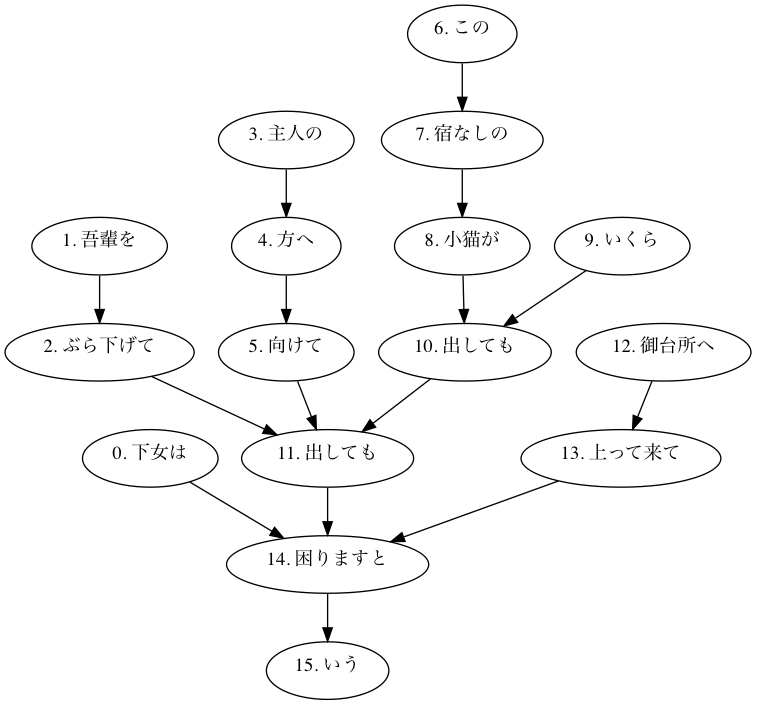 6. この
3. 主人の
7. 宿なしの
1. 吾輩を
4. 方へ
8. 小猫が
9. いくら
2. ぶら下げて
5. 向けて
10. 出しても
12. 御台所へ
0. 下女は
11. 出しても
13. 上って来て
14. 困りますと
15. いう